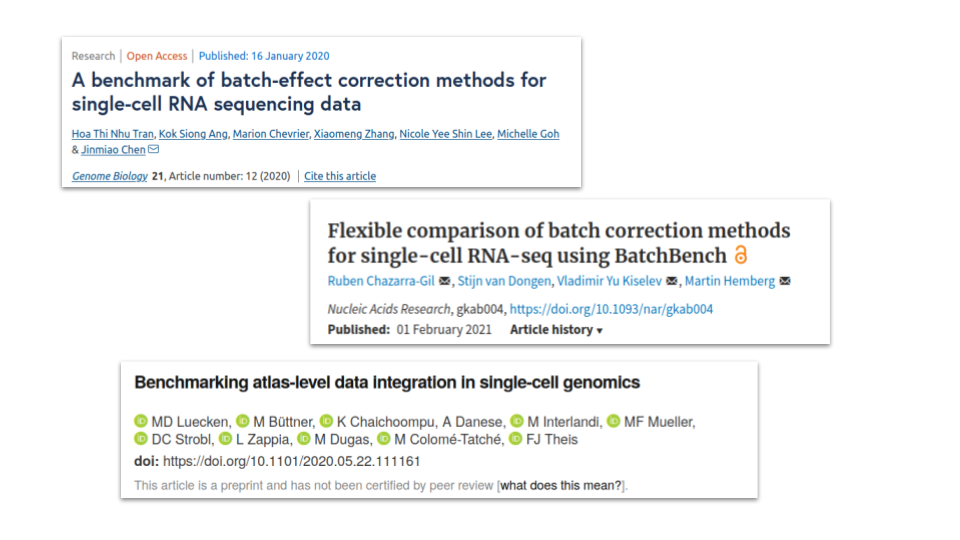 Research | Open Access | Published: 16 January 2020
A benchmark of batch-effect correction methods for
single-cell RNA sequencing data
Hoa Thi Nhu Tran, Kok Siong Ang, Marion Chevrier, Xiaomeng Zhang, Nicole Yee Shin Lee, Michelle Goh
& Jinmiao Chen
Genome Biology 21, Article number: 12 (2020) | Cite this article
Flexible comparison of batch correction methods
for single-cell RNA-seq using BatchBench
Ruben Chazarra-Gil, Stijn van Dongen, Vladimir Yu Kiselev, Martin Hemberg
Nucleic Acids Research, gkab004, https://doi.org/10.1093/nar/gkab004
Published: 01 February 2021 Article history
Benchmarking atlas-level data integration in single-cell genomics
MD Luecken, M Büttner, K Chaichoompu, A Danese, M Interlandi, MF Mueller,
DC Strobl, L Zappia, M Dugas, M Colomé-Tatché, FJ Theis
doi: https://doi.org/10.1101/2020.05.22.111161
This article is a preprint and has not been certified by peer review [what does this mean?].